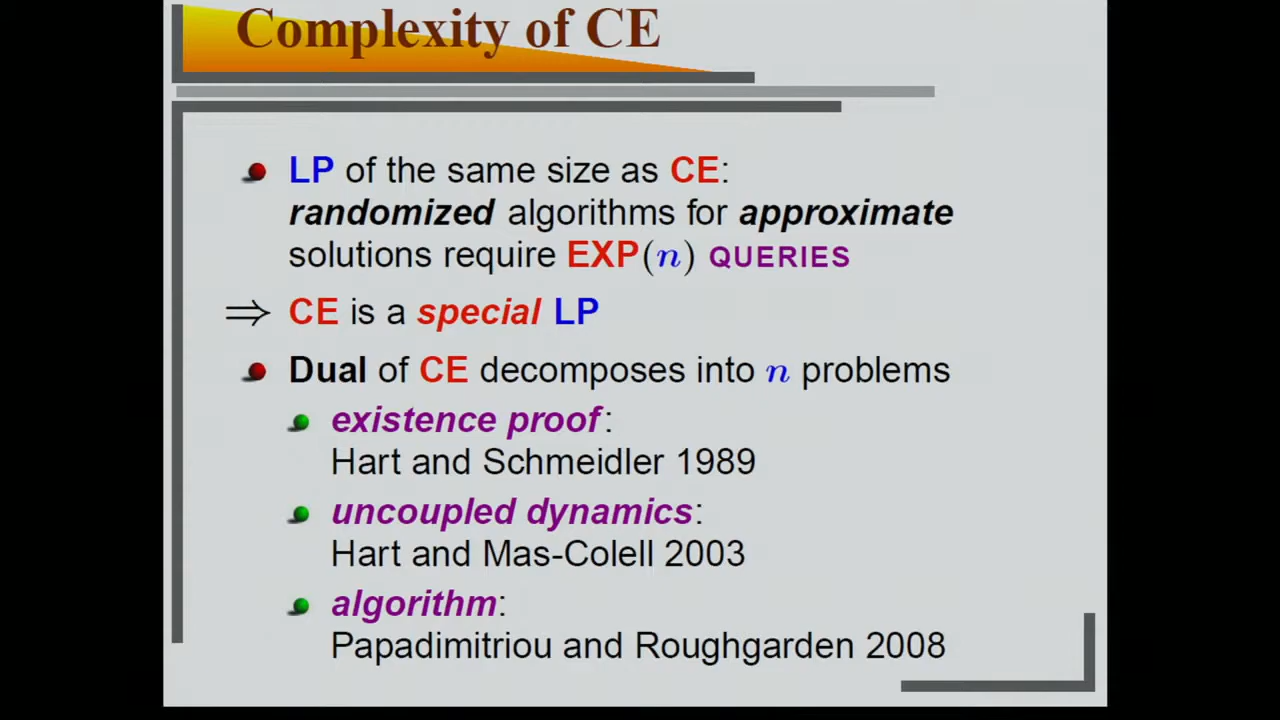 Complexity of CE
LP of the same size as CE:
randomized algorithms for approximate
solutions require EXP(n) QUERIES
⇒ CE is a special LP
Dual of CE decomposes into n problems
existence proof:
Hart and Schmeidler 1989
uncoupled dynamics:
Hart and Mas-Colell 2003
algorithm:
Papadimitriou and Roughgarden 2008